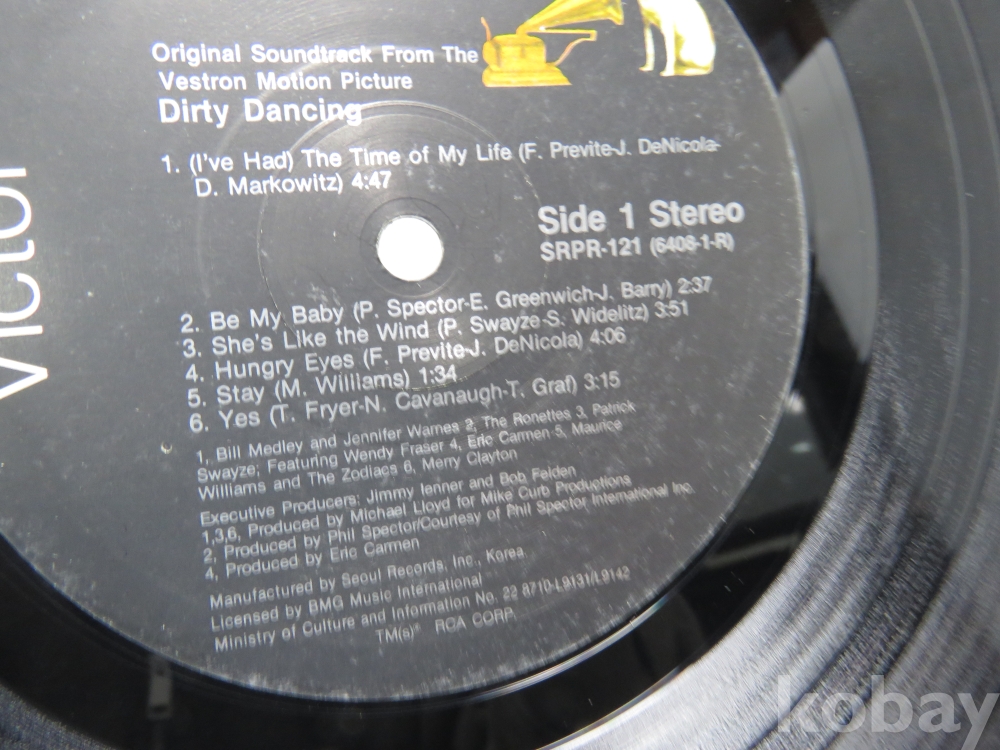 Victor
Original Soundtrack From The
Vestron Motion Picture
Dirty Dancing
1. (I've Had) The Time of My Life (F. Previte-J. DeNicola-
D. Markowitz) 4:47
Side 1 Stereo
SRPR-121 (6408-1-R)
2. Be My Baby (P. Spector-E. Greenwich-J. Barry) 2:37
3. She's Like the Wind (P. Swayze-S. Widelitz) 3:51
4. Hungry Eyes (F. Previte-J. DeNicola) 4:06
5. Stay (M. Williams) 1:34
6. Yes (T. Fryer-N. Cavanaugh-T. Graf) 3:15
1, Bill Medley and Jennifer Warnes 2, The Ronettes 3, Patrick
Swayze; Featuring Wendy Fraser 4, Eric Carmen 5, Maurice
Williams and The Zodiacs 6, Merry Clayton
Executive Producers: Jimmy Ienner and Bob Feiden
1,3,6, Produced by Michael Lloyd for Mike Curb Productions
2, Produced by Phil Spector/Courtesy of Phil Spector International Inc.
4, Produced by Eric Carmen
Manufactured by Seoul Records, Inc., Korea
Licensed by BMG Music International
Ministry of Culture and Information No. 22 8710-L9131/L9142
TM(s)® RCA CORP.
kobay